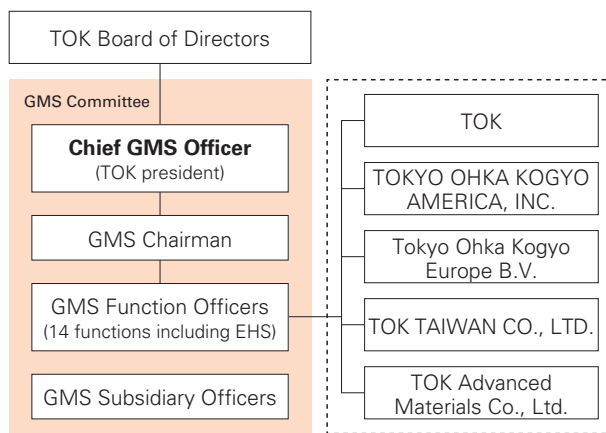 TOK Board of Directors
GMS Committee
Chief GMS Officer
(TOK president)
GMS Chairman
GMS Function Officers
(14 functions including EHS)
GMS Subsidiary Officers
TOK
TOKYO OHKA KOGYO
AMERICA, INC.
Tokyo Ohka Kogyo
Europe B.V.
TOK TAIWAN CO., LTD.
TOK Advanced
Materials Co., Ltd.